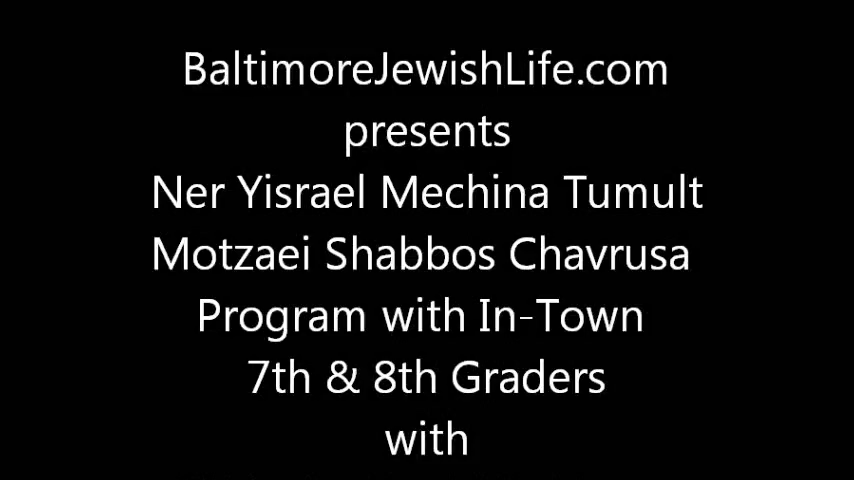 BaltimoreJewishLife.com
presents
Ner Yisrael Mechina Tumult
Motzaei Shabbos Chavrusa
Program with In-Town
7th & 8th Graders
with